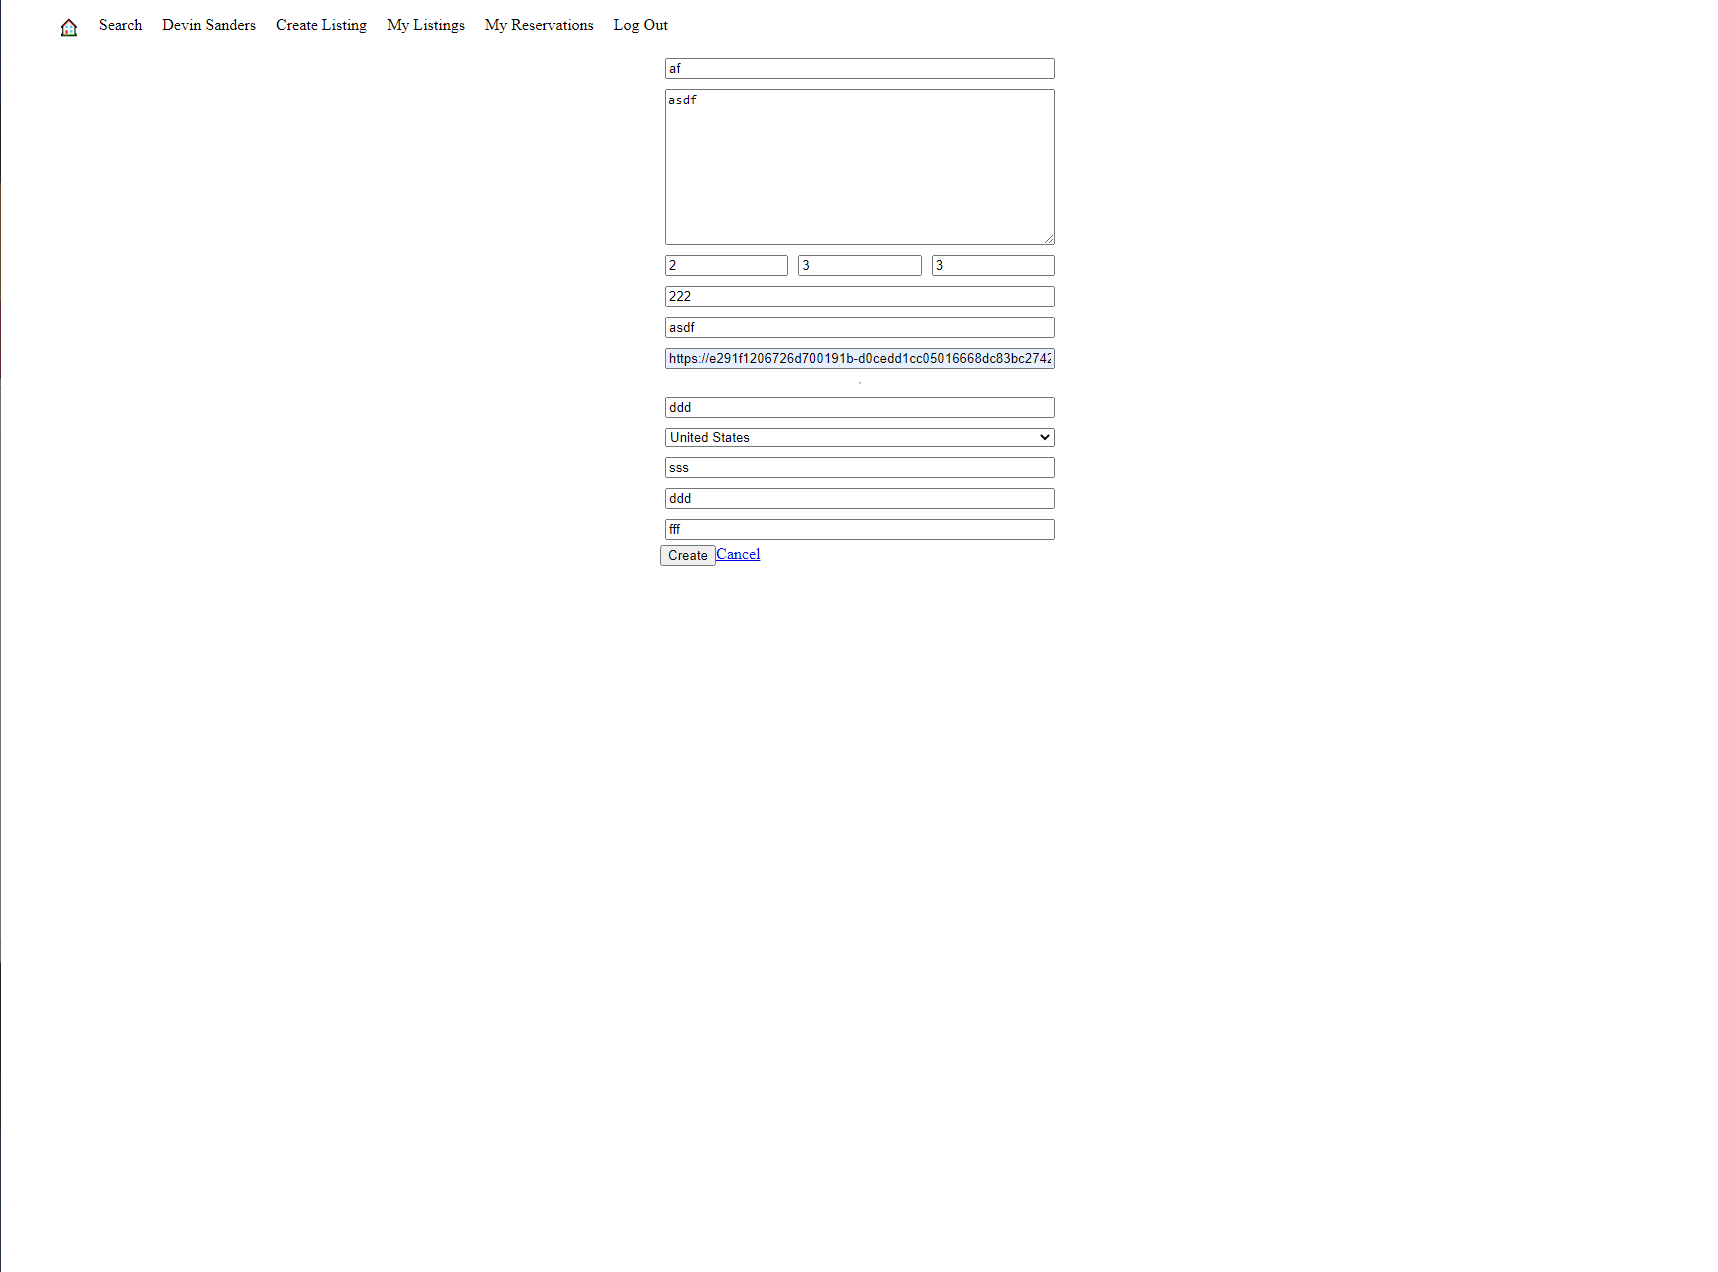 Search Devin Sanders Create Listing My Listings My Reservations Log Out
af
asdf
2 3 3
222
asdf
https://e291f1206726d700191b-d0cedd1cc05016668dc83bc2742
ddd
United States
sss
ddd
fff
Create Cancel